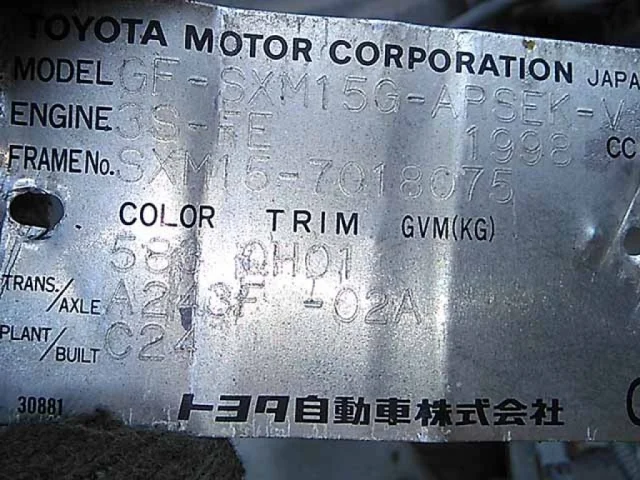 TOYOTA MOTOR CORPORATION JAPA
MODEL GF-SXM15G-APSEK-V
ENGINE 3S-FE 1998 CC
FRAME No. SXM15-7018075
COLOR TRIM GVM(KG)
QH01
TRANS/AXLE A243F -02A
PLANT/BUILT C24
30881 トヨタ自動車株式会社